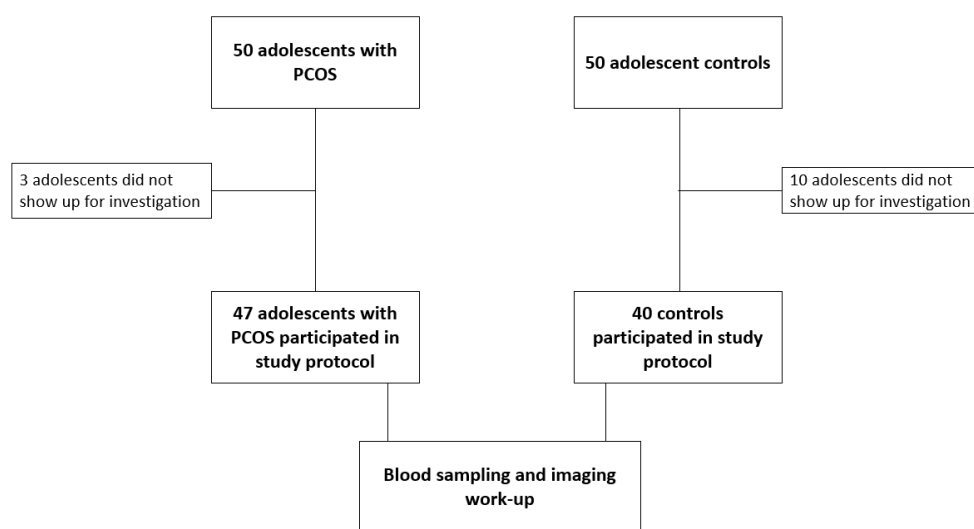 50 adolescents with
PCOS
50 adolescent controls
3 adolescents did not
show up for investigation
10 adolescents did not
show up for investigation
47 adolescents with
PCOS participated in
study protocol
40 controls
participated in study
protocol
Blood sampling and imaging
work-up